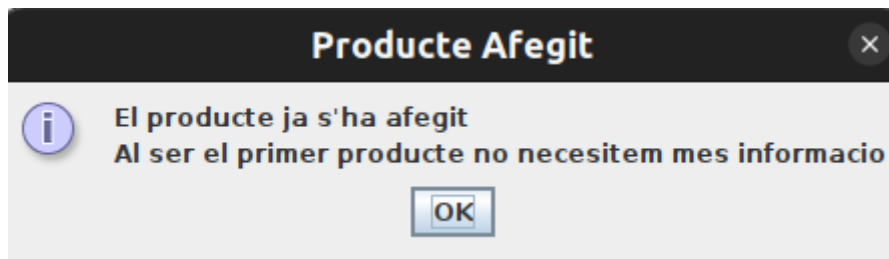 Producte Afegit
El producte ja s'ha afegit
Al ser el primer producte no necesitem mes informacio
OK